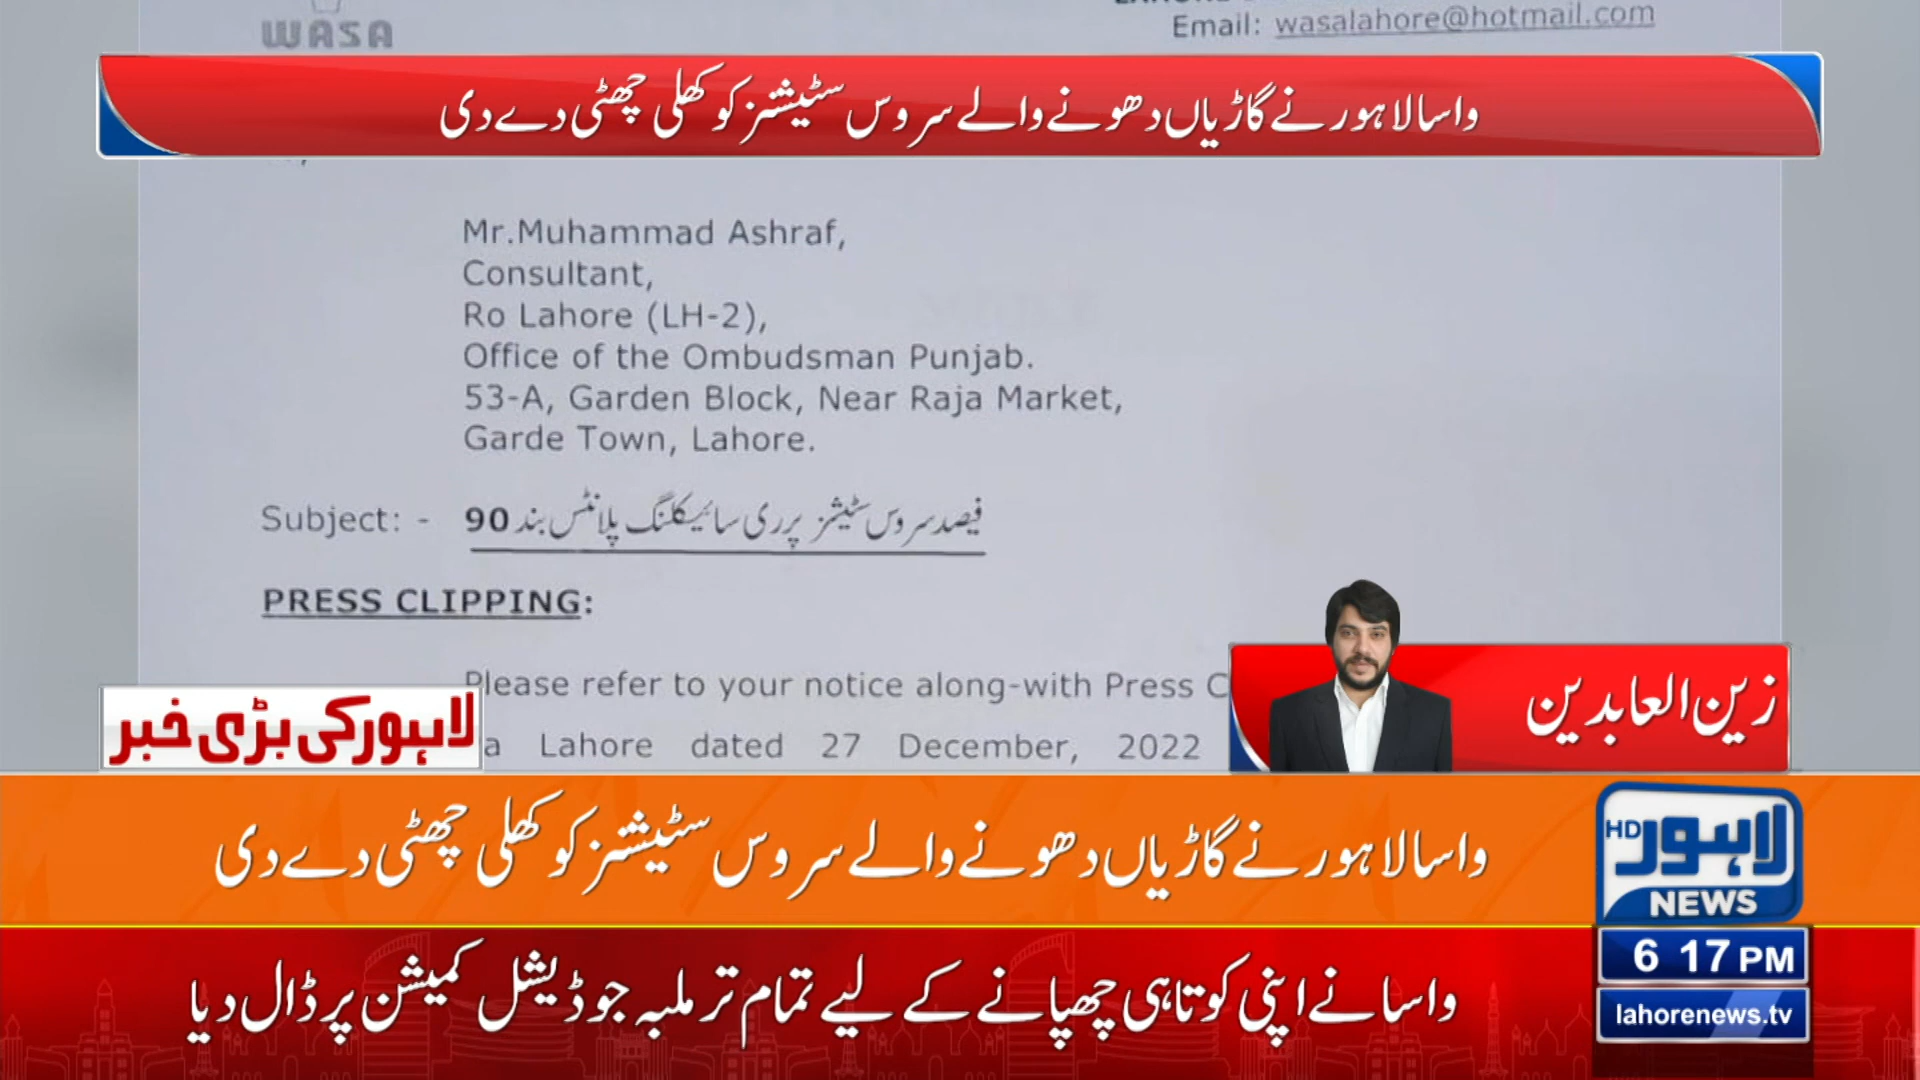 WASA
Email: wasalahore@hotmail.com
واسا لاہور نے گاڑیاں دھونے والے سروس سٹیشنز کو کھلی چھٹی دے دی
Mr.Muhammad Ashraf,
Consultant,
Ro Lahore (LH-2),
Office of the Ombudsman Punjab.
53-A, Garden Block, Near Raja Market,
Garde Town, Lahore.
Subject: - 90 فیصد سروس سٹیشنز پر ری سائیکلنگ پلانٹس بند
PRESS CLIPPING:
Please refer to your notice along-with Press C
a Lahore dated 27 December, 2022
زین العابدین
لاہور کی بڑی خبر
واسا لاہور نے گاڑیاں دھونے والے سروس سٹیشنز کو کھلی چھٹی دے دی
HD لاہور
NEWS
واسا نے اپنی کوتاہی چھپانے کے لیے تمام تر ملبہ جوڈیشل کمیشن پر ڈال دیا
6 17 PM
lahorenews.tv